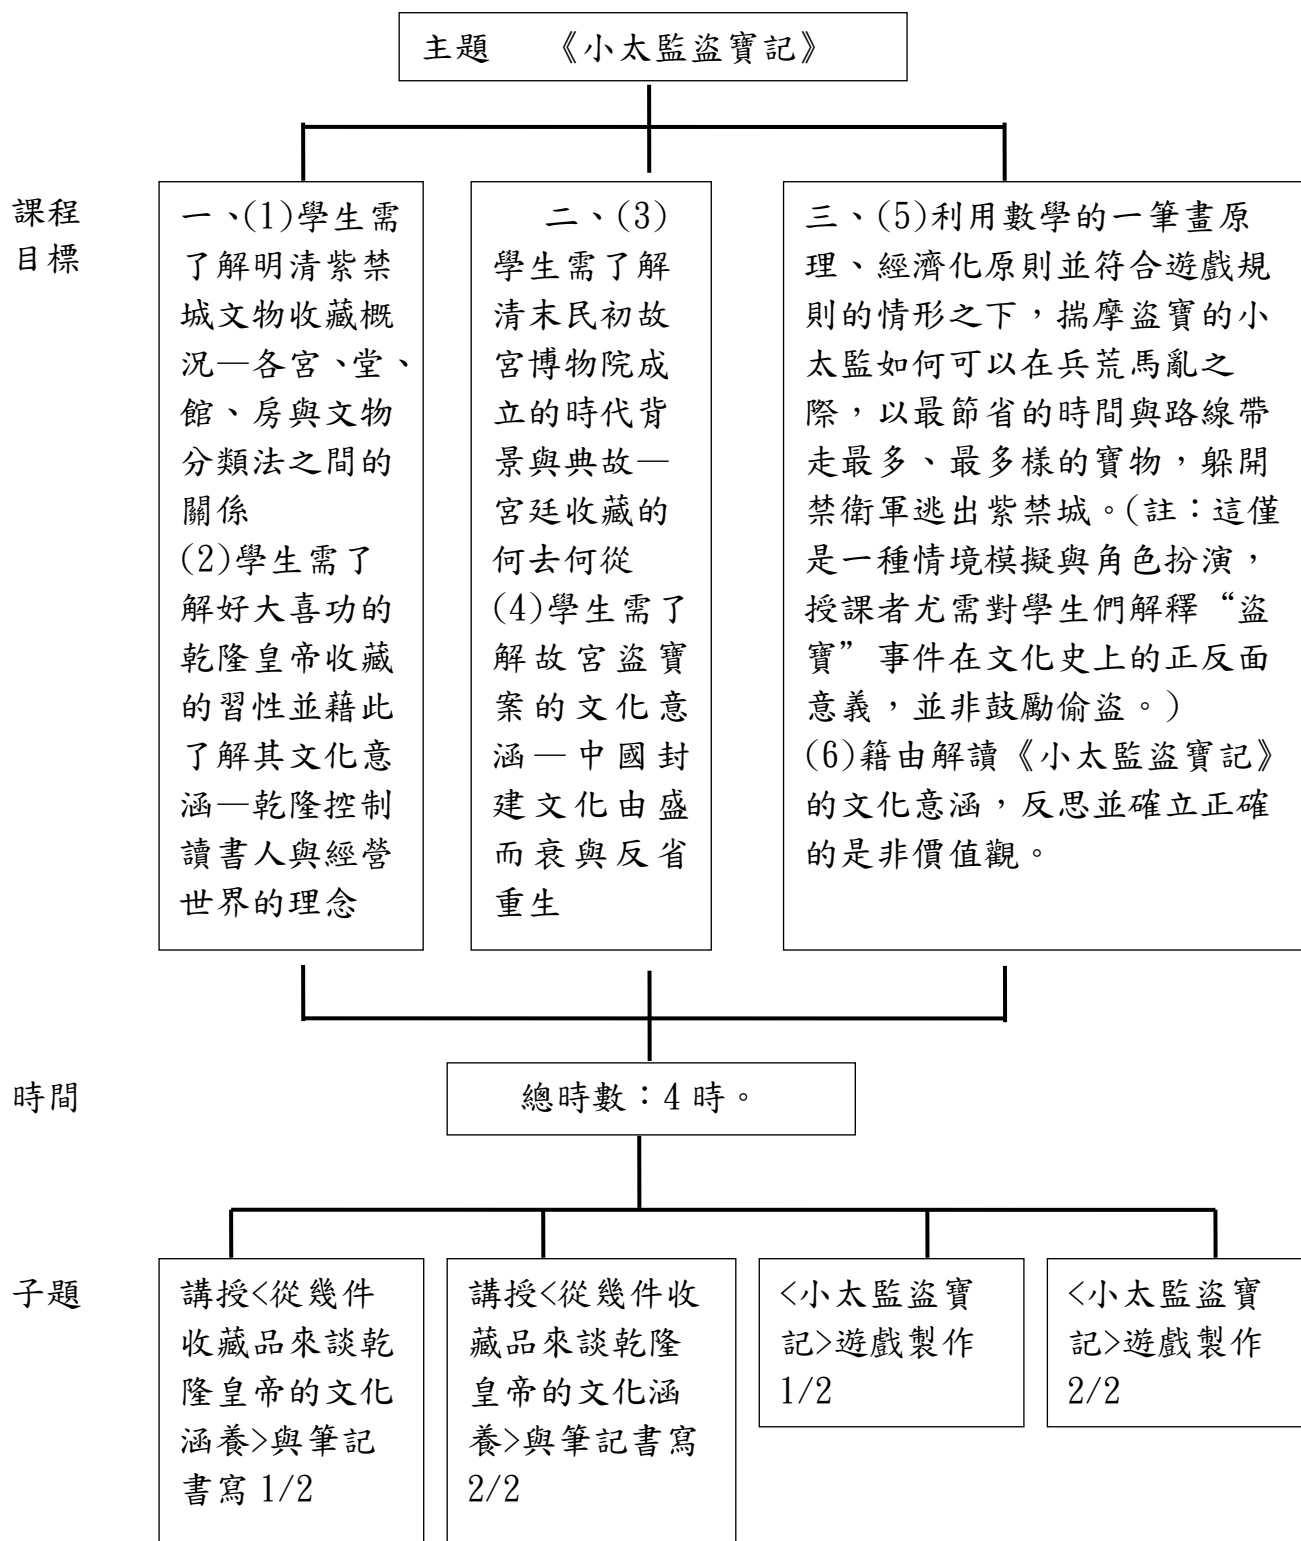 主題 《小太監盜寶記》
課程
目標
一、(1)學生需
了解明清紫禁
城文物收藏概
況—各宮、堂、
館、房與文物
分類法之間的
關係
(2)學生需了
解好大喜功的
乾隆皇帝收藏
的習性並藉此
了解其文化意
涵—乾隆控制
讀書人與經營
世界的理念
二、(3)
學生需了解
清末民初故
宮博物院成
立的時代背
景與典故—
宮廷收藏的
何去何從
(4)學生需了
解故宮盜寶
案的文化意
涵—中國封
建文化由盛
而衰與反省
重生
三、(5)利用數學的一筆畫原
理、經濟化原則並符合遊戲規
則的情形之下，揣摩盜寶的小
太監如何可以在兵荒馬亂之
際，以最節省的時間與路線帶
走最多、最多樣的寶物，躲開
禁衛軍逃出紫禁城。(註：這僅
是一種情境模擬與角色扮演，
授課者尤需對學生們解釋“盜
寶”事件在文化史上的正反面
意義，並非鼓勵偷盜。)
(6)籍由解讀《小太監盜寶記》
的文化意涵，反思並確立正確
的是非價值觀。
時間
總時數：4 時。
子題
講授<從幾件
收藏品來談乾
隆皇帝的文化
涵養>與筆記
書寫 1/2
講授<從幾件收
藏品來談乾隆
皇帝的文化涵
養>與筆記書寫
2/2
<小太監盜寶
記>遊戲製作
1/2
<小太監盜寶
記>遊戲製作
2/2